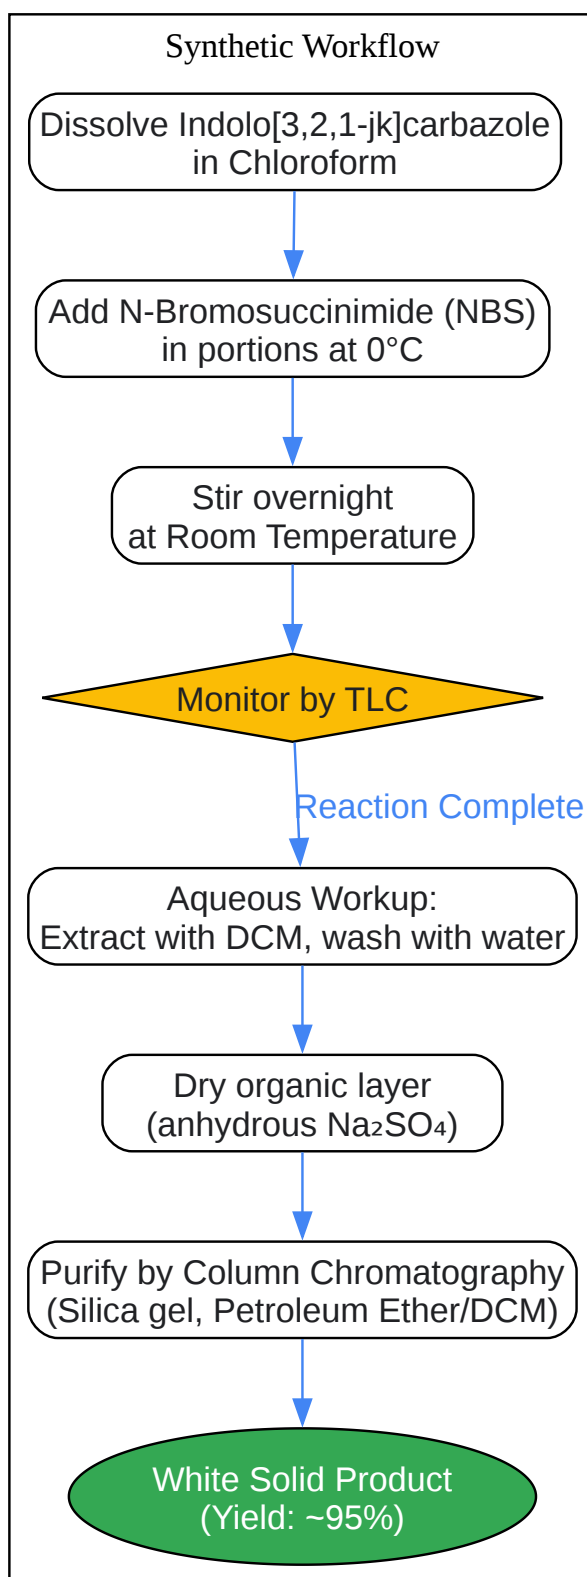 Synthetic Workflow
Dissolve Indolo[3,2,1-jk]carbazole
in Chloroform
Add N-Bromosuccinimide (NBS)
in portions at 0°C
Stir overnight
at Room Temperature
Monitor by TLC
Reaction Complete
Aqueous Workup:
Extract with DCM, wash with water
Dry organic layer
(anhydrous Na₂SO₄)
Purify by Column Chromatography
(Silica gel, Petroleum Ether/DCM)
White Solid Product
(Yield: ~95%)